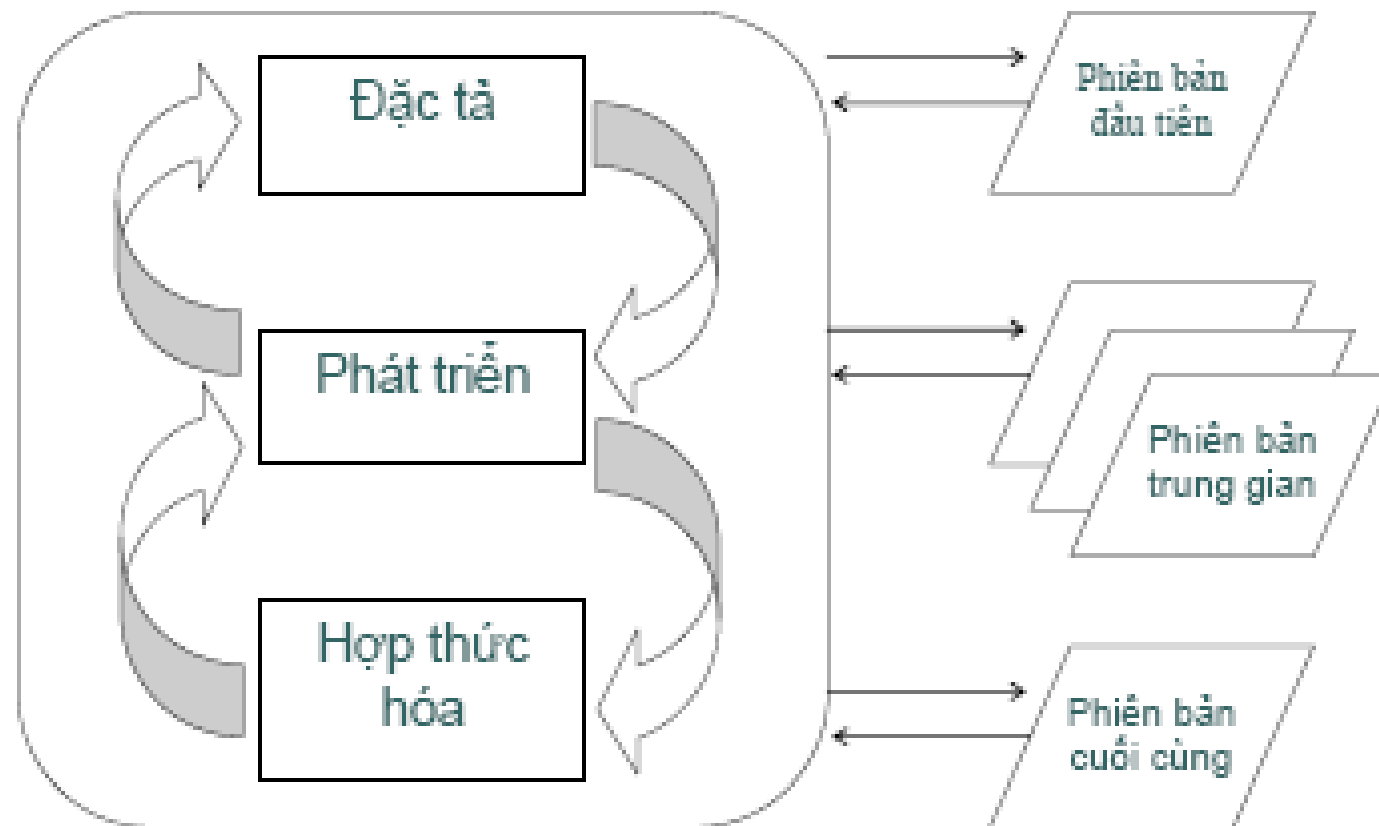 Đặc tả
Phiên bản
đầu tiên
Phát triển
Phiên bản
trung gian
Hợp thức
hóa
Phiên bản
cuối cùng